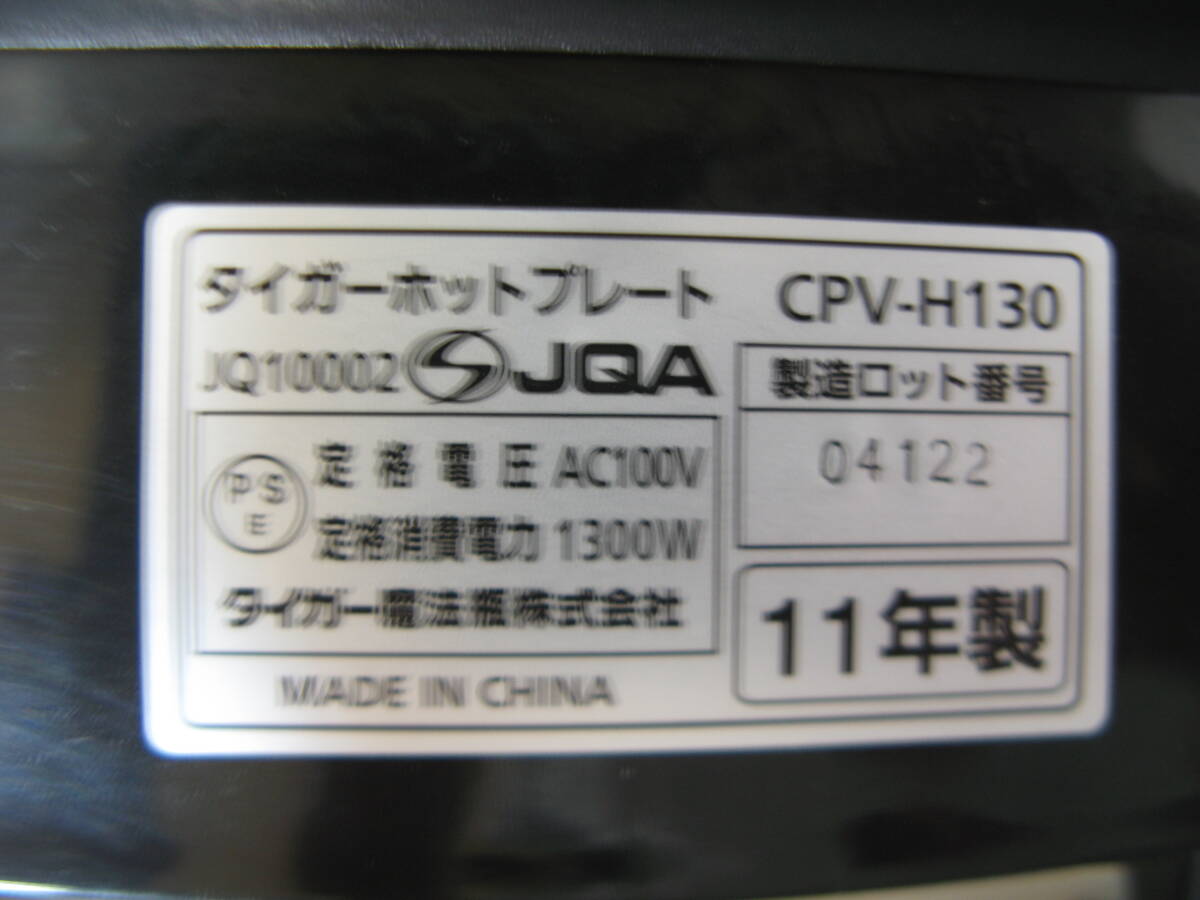 タイガーホットプレート CPV-H130
JQ10002 JQA
製造ロット番号
04122
PS
E
定格電圧 AC100V
定格消費電力 1300W
タイガー魔法瓶株式会社
11年製
MADE IN CHINA